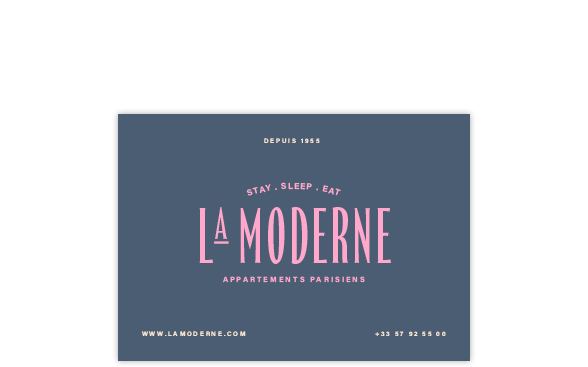 DEPUIS 1955
STAY . SLEEP . EAT
LA MODERNE
APPARTEMENTS PARISIENS
WWW.LAMODERNE.COM
+33 57 92 55 00